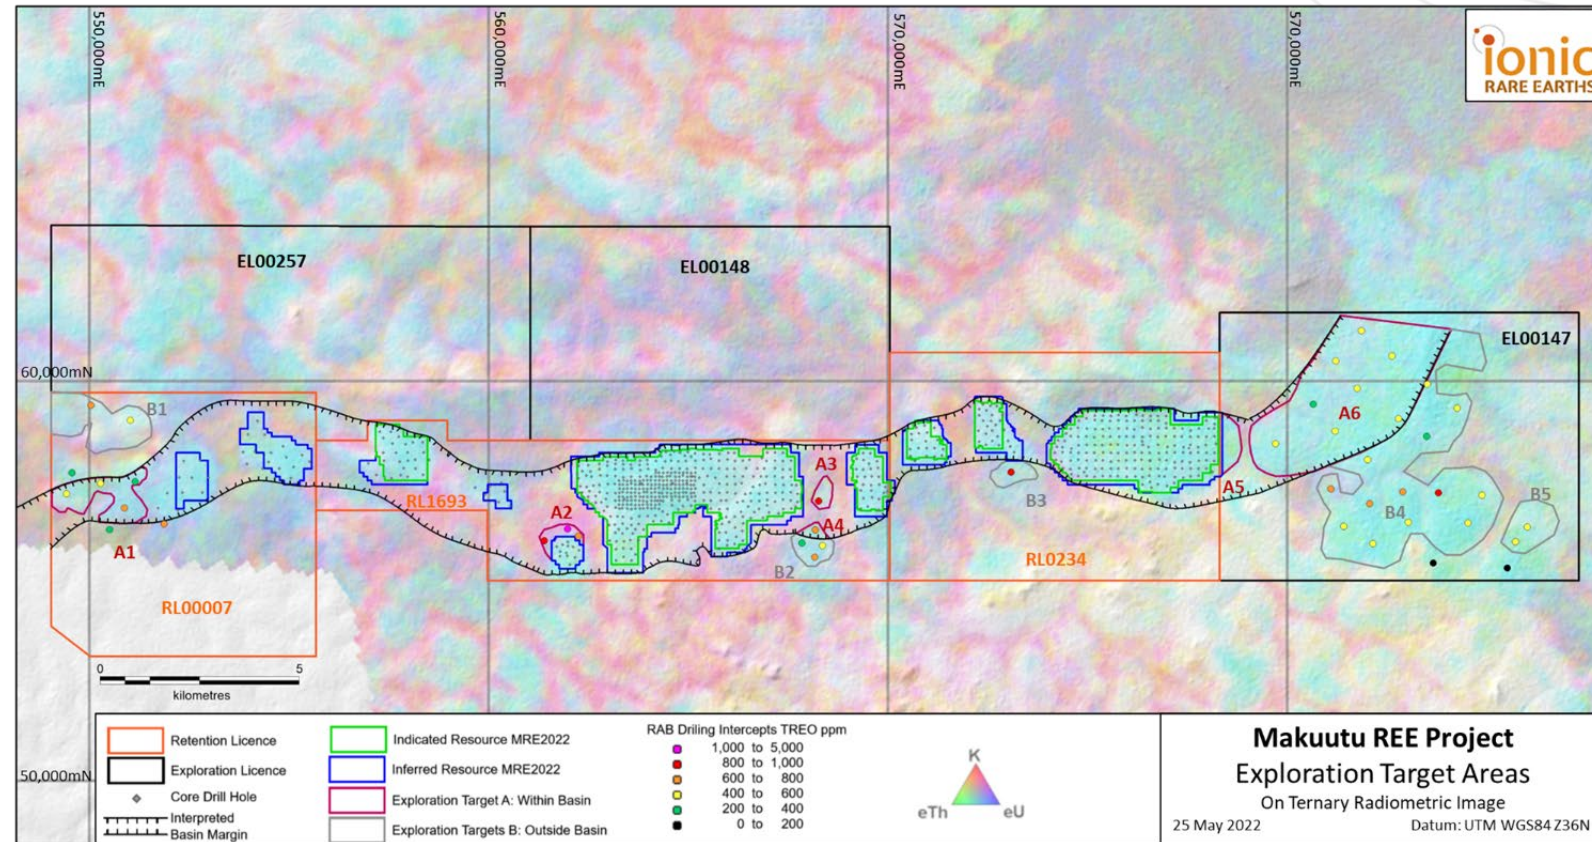 550,000mE
560,000mE
570,000mE
570,000mE
ionic
RARE EARTHS
EL00257
EL00148
EL00147
60,000mN
B1
A6
RL1693
A3
A2
A4
A5
B3
B4
B5
A1
B2
RL0234
RL00007
0 5
kilometres
50,000mN
Retention Licence
Exploration Licence
Core Drill Hole
Interpreted
Basin Margin
Indicated Resource MRE2022
Inferred Resource MRE2022
Exploration Target A: Within Basin
Exploration Targets B: Outside Basin
RAB Driling Intercepts TREO ppm
1,000 to 5,000
800 to 1,000
600 to 800
400 to 600
200 to 400
0 to 200
K
eTh eU
Makuutu REE Project
Exploration Target Areas
On Ternary Radiometric Image
25 May 2022 Datum: UTM WGS84 Z36N